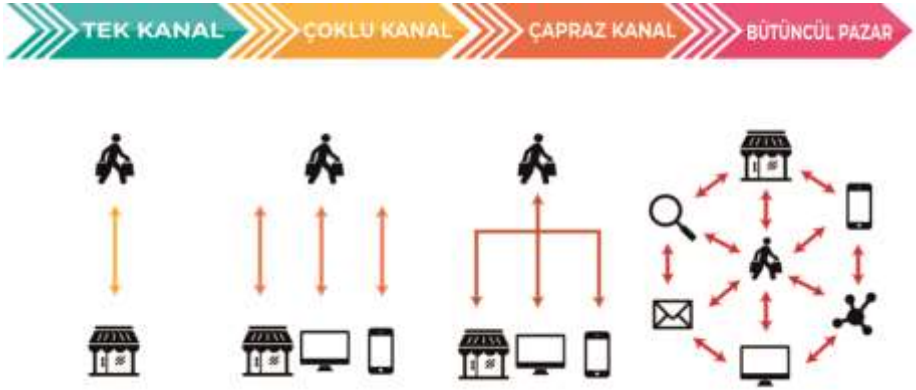 TEK KANAL
ÇOKLU KANAL
ÇAPRAZ KANAL
BÜTÜNCÜL PAZAR